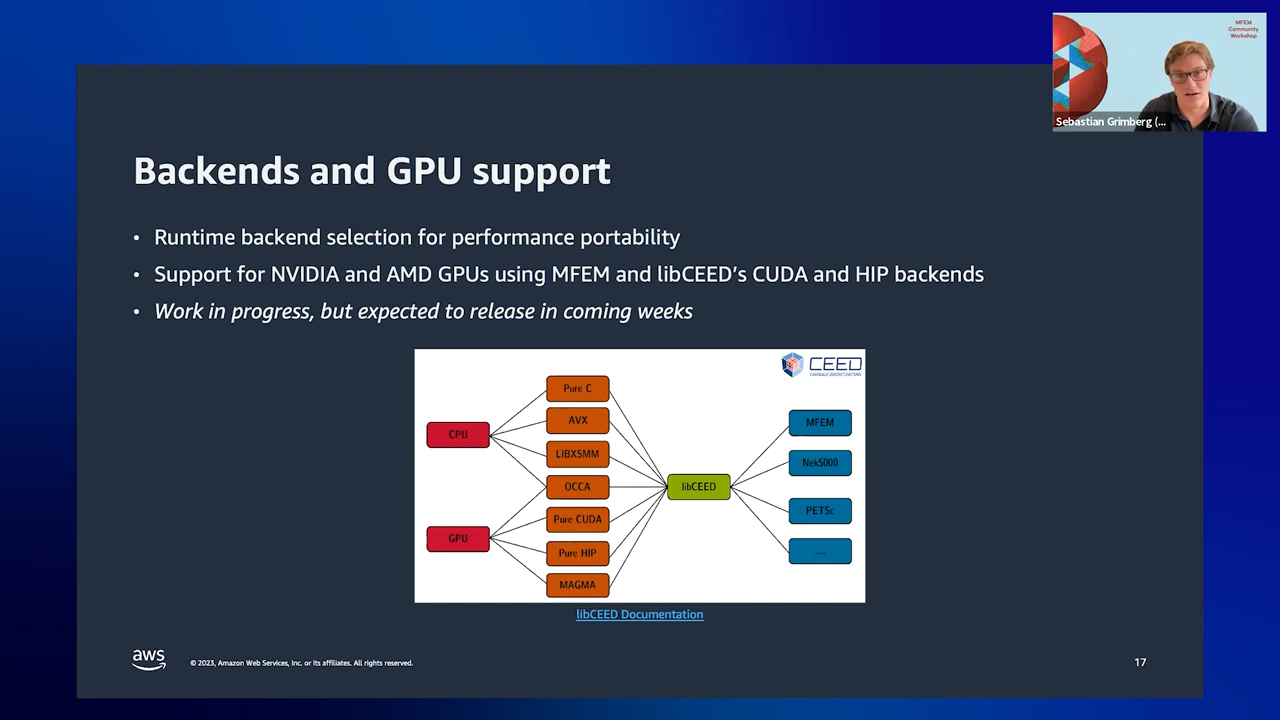 MFEM
Community
Workshop
Sebastian Grimberg (...
Backends and GPU support
• Runtime backend selection for performance portability
• Support for NVIDIA and AMD GPUs using MFEM and libCEED's CUDA and HIP backends
• Work in progress, but expected to release in coming weeks
CEED
EXASCALE DISCRETIZATIONS
CPU
GPU
Pure C
AVX
LIBXSMM
OCCA
Pure CUDA
Pure HIP
MAGMA
libCEED
MFEM
Nek5000
PETSc
....
libCEED Documentation
aws
© 2023, Amazon Web Services, Inc. or its affiliates. All rights reserved.
17